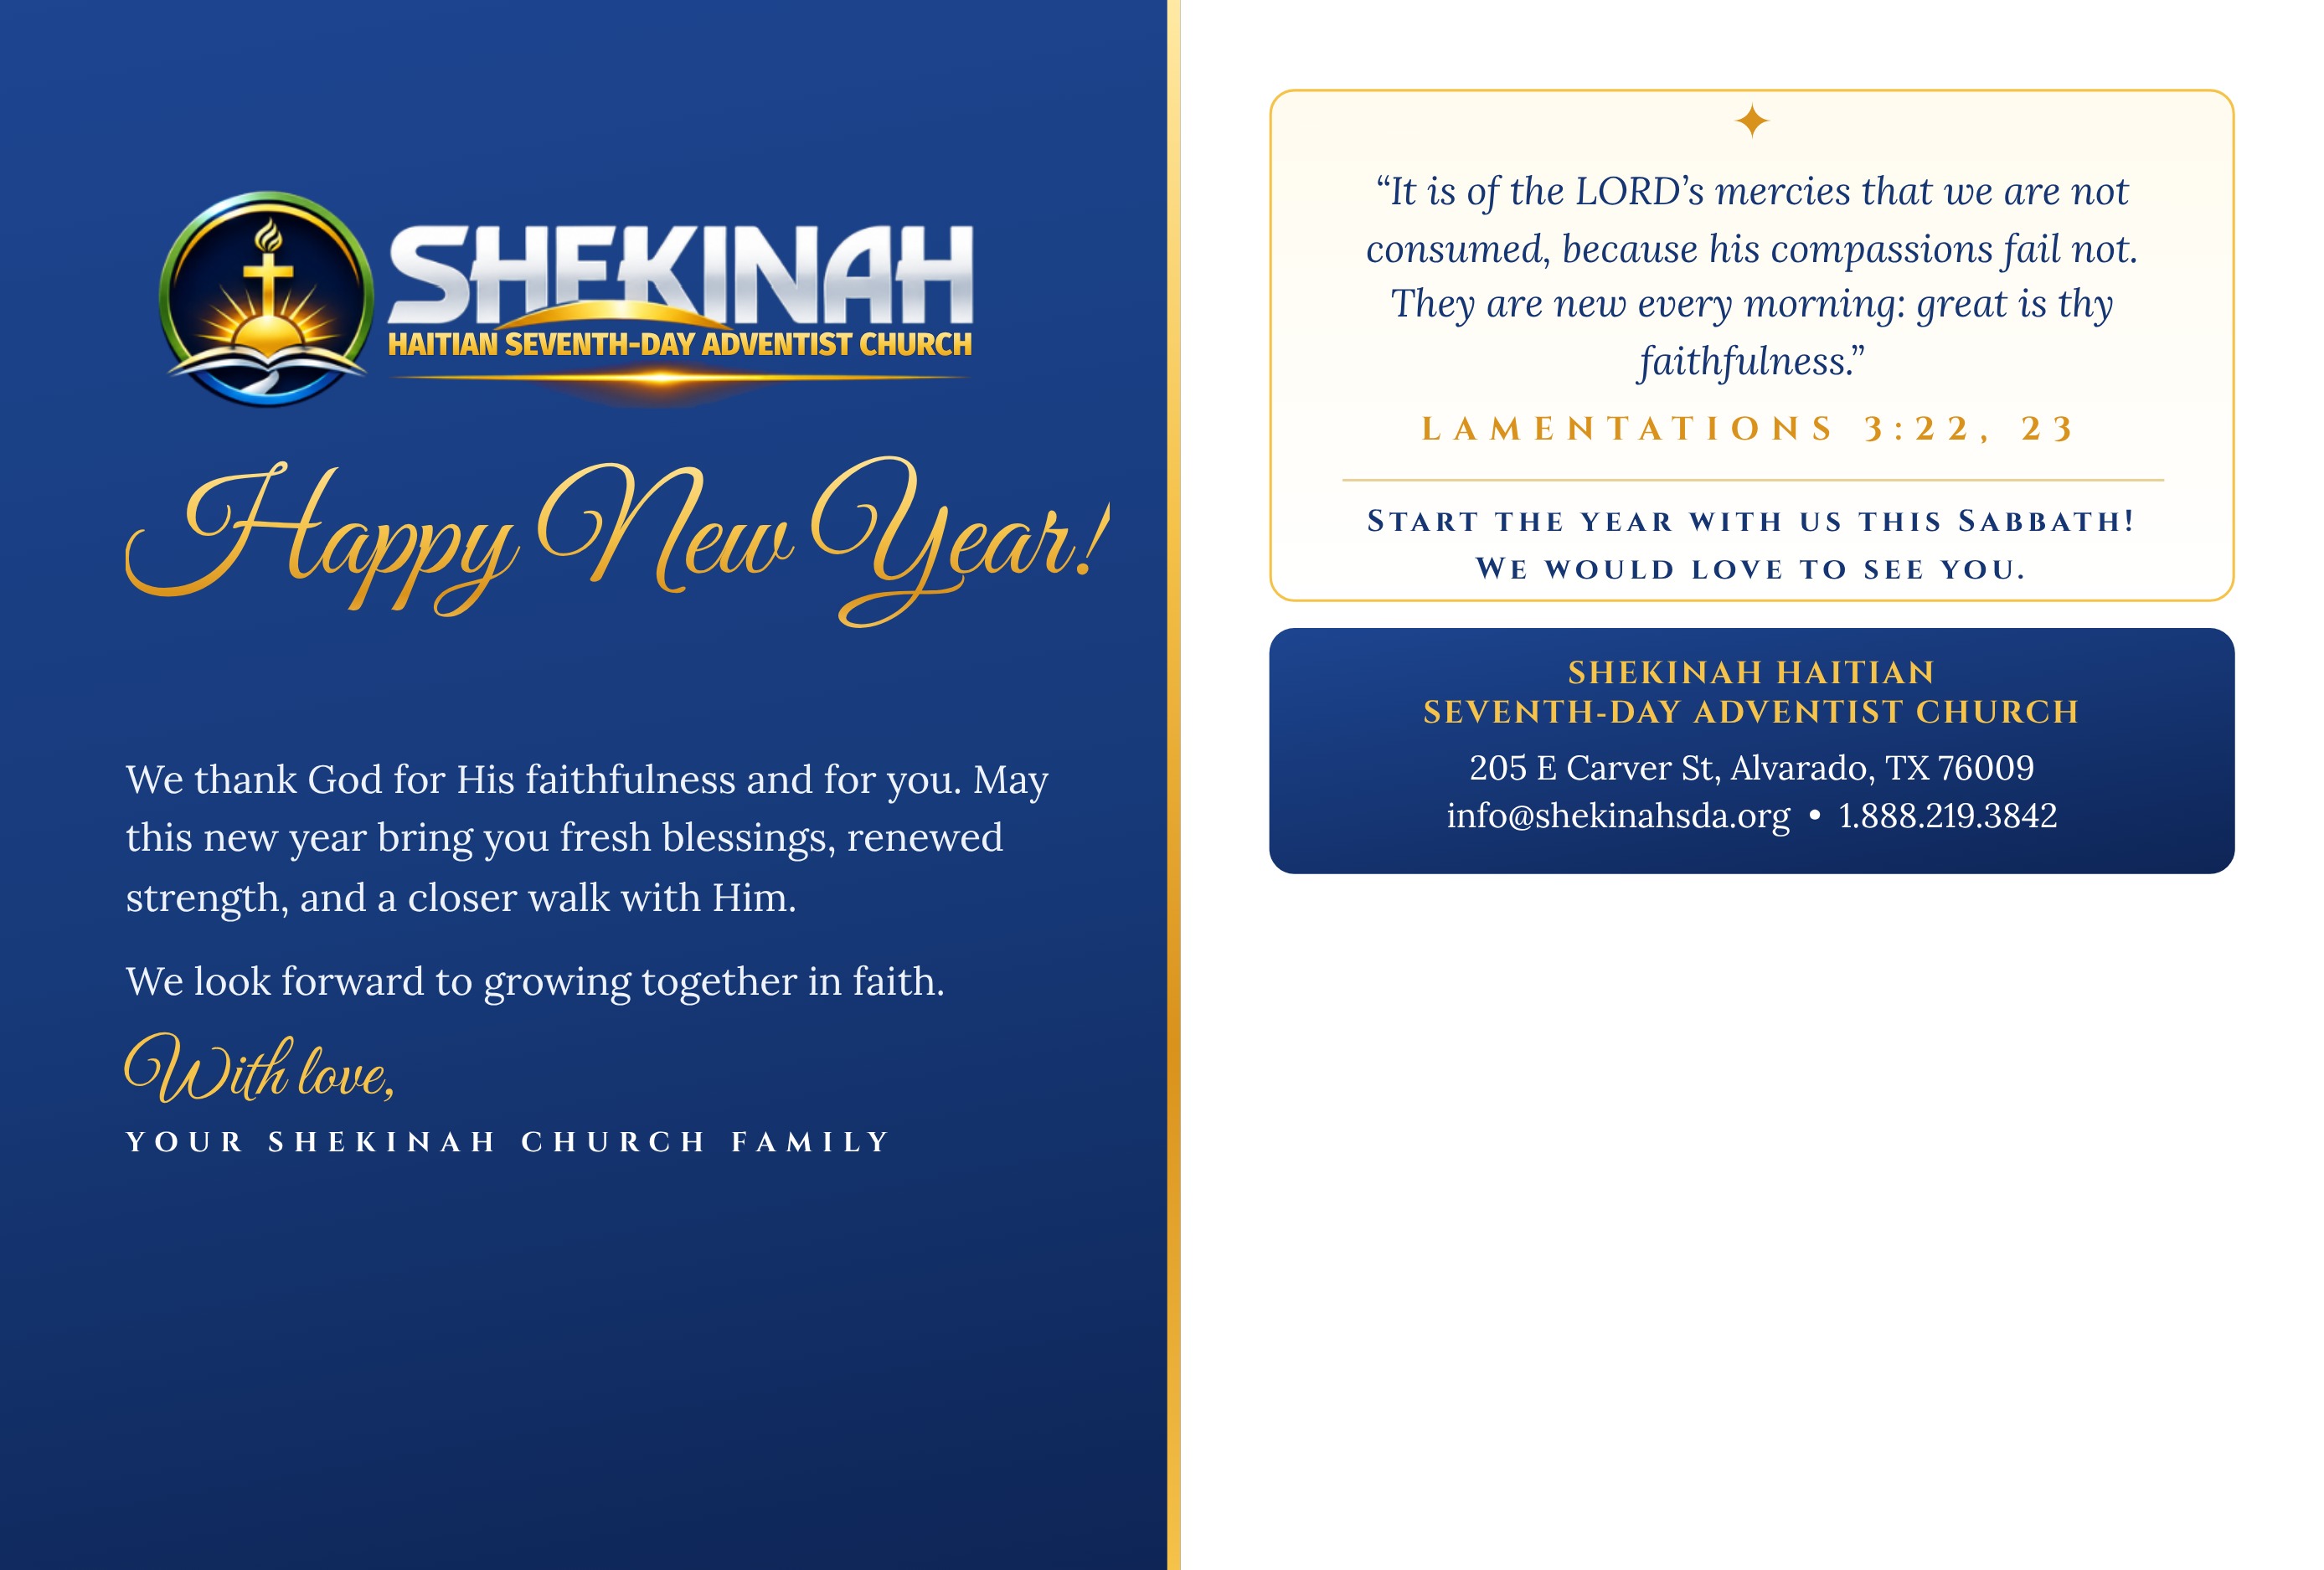 SHEKINAH
HAITIAN SEVENTH-DAY ADVENTIST CHURCH
Happy New Year!
We thank God for His faithfulness and for you. May
this new year bring you fresh blessings, renewed
strength, and a closer walk with Him.
We look forward to growing together in faith.
With love,
YOUR SHEKINAH CHURCH FAMILY
“It is of the LORD’s mercies that we are not
consumed, because his compassions fail not.
They are new every morning: great is thy
faithfulness.”
LAMENTATIONS 3:22, 23
Start the year with us this Sabbath!
We would love to see you.
SHEKINAH HAITIAN
SEVENTH-DAY ADVENTIST CHURCH
205 E Carver St, Alvarado, TX 76009
info@shekinahsda.org • 1.888.219.3842